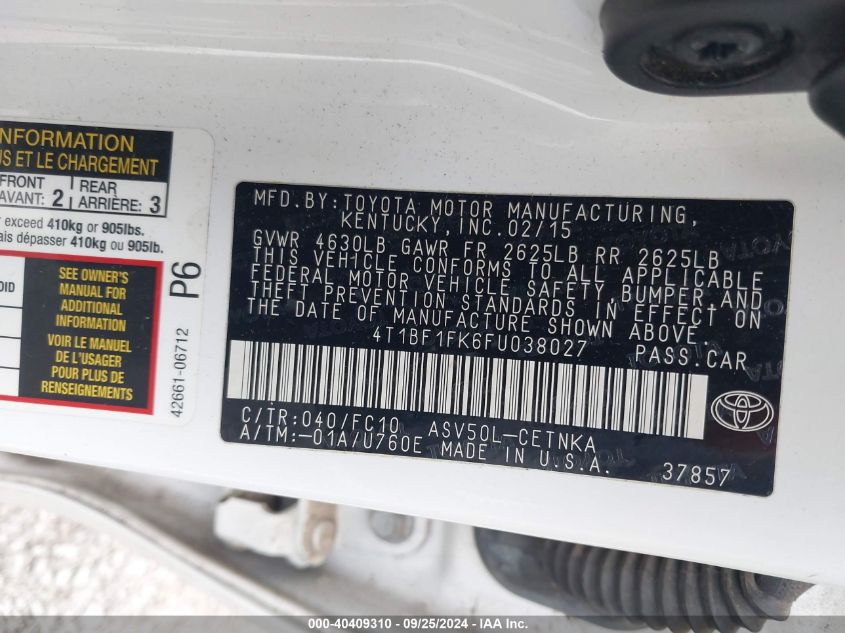 INFORMATION
US ET LE CHARGEMENT
FRONT
AVANT: 2
REAR
ARRIÈRE: 3
exceed 410kg or 905lbs.
ais dépasser 410kg ou 905lb.
OID
SEE OWNER'S
MANUAL FOR
ADDITIONAL
INFORMATION
VOIR LE MANUEL
DE L'USAGER
POUR PLUS DE
RENSEIGNEMENTS
P6
42661-06712
MFD.BY:TOYOTA MOTOR MANUFACTURING,
KENTUCKY,INC.02/15
GVWR 4630LB GAWR FR 2625LB RR 2625LB
THIS VEHICLE CONFORMS TO ALL APPLICABLE
FEDERAL MOTOR VEHICLE SAFETY,BUMPER,AND
THEFT PREVENTION STANDARDS IN EFFECT ON
THE DATE OF MANUFACTURE SHOWN ABOVE.
4T1BF1FK6FU038027 PASS.CAR
C/TR:040/FC10 ASV50L-CETNKA
A/TM:-01A/U760E MADE IN U.S.A. 37857
000-40409310 - 09/25/2024 - IAA Inc.